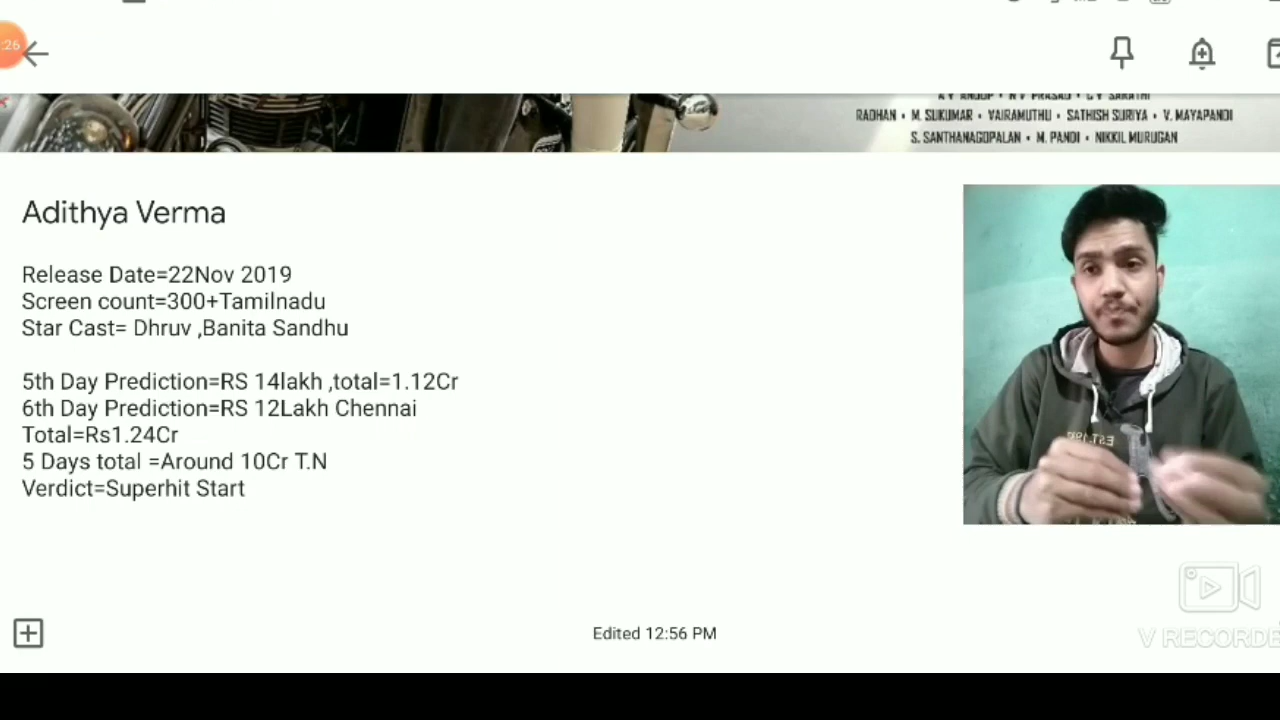 :26
RADHAN • M. SUKUMAR • VAIRAMUTHU • SATHISH SURIYA • V. MAYAPANDI
S. SANTHANAGOPALAN • M. PANDI • NIKKIL MURUGAN
Adithya Verma
Release Date=22Nov 2019
Screen count=300+Tamilnadu
Star Cast= Dhruv ,Banita Sandhu
5th Day Prediction=RS 14lakh ,total=1.12Cr
6th Day Prediction=RS 12Lakh Chennai
Total=Rs1.24Cr
5 Days total =Around 10Cr T.N
Verdict=Superhit Start
Edited 12:56 PM
V RECORDE